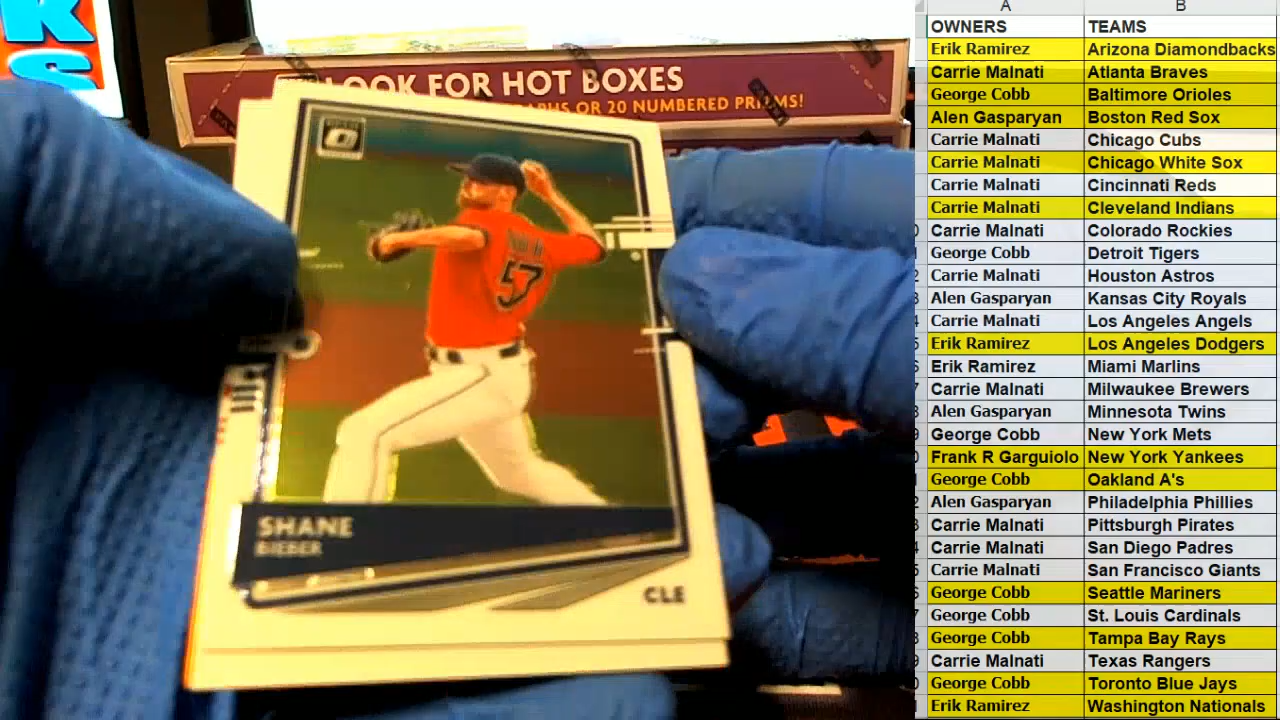 KS
LOOK FOR HOT BOXES
OR 20 NUMBERED PRIZMS!
57
SHANE
BIEBER
CLE
A B
OWNERS TEAMS
Erik Ramirez Arizona Diamondbacks
Carrie Malnati Atlanta Braves
George Cobb Baltimore Orioles
Alen Gasparyan Boston Red Sox
Carrie Malnati Chicago Cubs
Carrie Malnati Chicago White Sox
Carrie Malnati Cincinnati Reds
Carrie Malnati Cleveland Indians
Carrie Malnati Colorado Rockies
George Cobb Detroit Tigers
Carrie Malnati Houston Astros
Alen Gasparyan Kansas City Royals
Carrie Malnati Los Angeles Angels
Erik Ramirez Los Angeles Dodgers
Erik Ramirez Miami Marlins
Carrie Malnati Milwaukee Brewers
Alen Gasparyan Minnesota Twins
George Cobb New York Mets
Frank R Garguiolo New York Yankees
George Cobb Oakland A's
Alen Gasparyan Philadelphia Phillies
Carrie Malnati Pittsburgh Pirates
Carrie Malnati San Diego Padres
Carrie Malnati San Francisco Giants
George Cobb Seattle Mariners
George Cobb St. Louis Cardinals
George Cobb Tampa Bay Rays
Carrie Malnati Texas Rangers
George Cobb Toronto Blue Jays
Erik Ramirez Washington Nationals